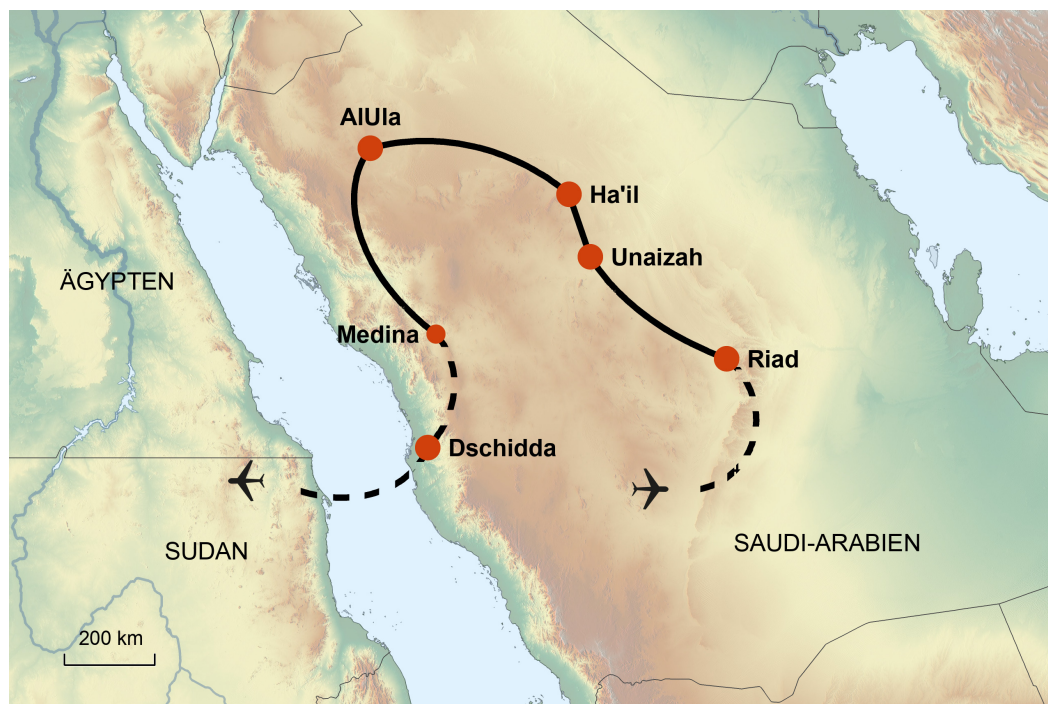 AlUla
Ha'il
Unaizah
ÄGYPTEN
Medina
Riad
Dschidda
SUDAN
SAUDI-ARABIEN
200 km